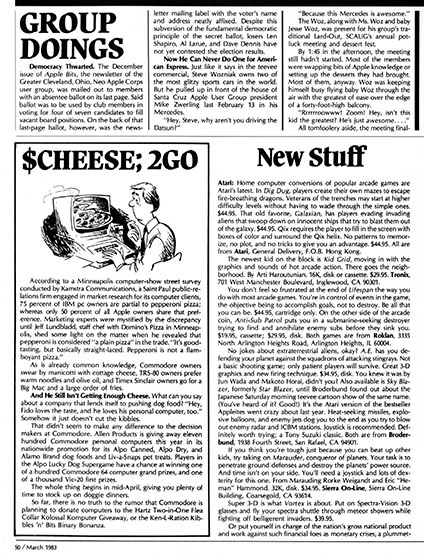 GROUP
DOINGS
Democracy Thwarted. The December
issue of Apple Bits, the newsletter of the
Greater Cleveland, Ohio, Neo Apple Corps
user group, was mailed out to members
with an absentee ballot on its last page. Said
ballot was to be used by club members in
voting for four of seven candidates to fill
vacant board positions. On the back of that
last-page ballot, however, was the news-
letter mailing label with the voter's name
and address neatly affixed. Despite this
subversion of the fundamental democratic
principle of the secret ballot, losers Len
Shapiro, Al Larue, and Dave Dennis have
not yet contested the election results.
Now He Can Never Do One for Amer-
ican Express. Just like it says in the teevee
commercial, Steve Wozniak owns two of
the most glitzy sports cars in the world.
But he pulled up in front of the house of
Santa Cruz Apple User Group president
Mike Zwerling last February 13 in his
Mercedes.
"Hey, Steve, why aren't you driving the
Datsun?"
"Because this Mercedes is awesome."
The Woz, along with Ms. Woz and baby
Jesse Woz, was present for his group's tra-
ditional Lard-Out, SCAUG's annual pot-
luck meeting and dessert fest.
By 1:45 in the afternoon, the meeting
still hadn't started. Most of the members
were swapping bits of Apple knowledge or
setting up the desserts they had brought.
Most of them, anyway. Woz was keeping
himself busy flying baby Woz through the
air with the greatest of ease over the edge
of a forty-foot-high balcony.
"Rrrmroowww! Zoom! Hey, isn't this
kid the greatest? He's just awesome. . . ."
All tomfoolery aside, the meeting final-
$CHEESE; 2GO
According to a Minneapolis computer-show street survey
conducted by Kamstra Communications, a Saint Paul public-re-
lations firm engaged in market research for its computer clients,
75 percent of IBM pc owners are partial to pepperoni pizza;
whereas only 50 percent of all Apple owners share that pref-
erence. Marketing experts were mystified by the discrepancy
until Jeff Lundblad, staff chef with Domino's Pizza in Minneap-
olis, shed some light on the matter when he revealed that
pepperoni is considered "a plain pizza" in the trade. "It's good-
tasting, but basically straight-laced. Pepperoni is not a flam-
boyant pizza."
As is already common knowledge, Commodore owners
swear by manicotti with cottage cheese, TRS-80 owners prefer
warm noodles and olive oil, and Timex Sinclair owners go for a
Big Mac and a large order of fries.
And He Still Isn't Getting Enough Cheese. What can you say
about a company that lends itself to pushing dog food? "Hey,
Fido loves the taste, and he loves his personal computer, too."
Somehow it just doesn't cut the kibbles.
That didn't seem to make any difference to the decision
makers at Commodore. Allen Products is giving away eleven
hundred Commodore personal computers this year in its
nationwide promotion for its Alpo Canned, Alpo Dry, and
Alamo Brand dog foods and Liv-a-Snaps pet treats. Players in
the Alpo Lucky Dog Supergame have a chance at winning one
of a hundred Commodore 64 computer grand prizes, and one
of a thousand Vic-20 first prizes.
The whole thing begins in mid-April, giving you plenty of
time to stock up on doggie dinners.
So far, there is no truth to the rumor that Commodore is
planning to donate computers to the Hartz Two-in-One Flea
Collar Kolossal Komputer Giveaway, or the Ken-L-Ration Kib-
bles 'n' Bits Binary Bonanza.
New Stuff
Atari: Home computer conversions of popular arcade games are
Atari's latest. In Dig Dug, players create their own mazes to escape
fire-breathing dragons. Veterans of the trenches may start at higher
difficulty levels without having to wade through the simple ones.
$44.95. That old favorite, Galaxian, has players evading invading
aliens that swoop down on innocent ships that try to blast them out
of the galaxy. $44.95. Qix requires the player to fill in the screen with
boxes of color and surround the Qix helix. No patterns to memor-
ize, no plot, and no tricks to give you an advantage. $44.95. All are
from Atari, General Delivery, F.O.B. Hong Kong.
The newest game on the block is Kid Grid, moving in with the
graphics and sounds of hot arcade action. There goes the neigh-
borhood. By Arti Haroutunian. 16K, disk or cassette. $29.95. Tronix,
701 West Manchester Boulevard, Inglewood, CA 90301.
You don't feel so frustrated at the end of Lifespan the way you
do with most arcade games. You're in control of events in the game,
the objective being to accomplish goals, not to destroy. Be all that
you can be. $44.95, cartridge only. On the other side of the arcade
coin, Anti-Sub Patrol puts you in a submarine-seeking destroyer
trying to find and annihilate enemy subs before they sink you.
$19.95, cassette; $29.95, disk. Both games are from Roklan, 3335
North Arlington Heights Road, Arlington Heights, IL 60004.
No jokes about extraterrestrial aliens, okay? A.E. has you de-
fending your planet against the squadrons of attacking stingrays. Not
a basic shooting game; only patient players will survive. Great 3-D
graphics and new firing technique. $34.95, disk. You knew it was by
Jun Wada and Makoto Horai, didn't you? Also available is Sky Bla-
zer, formerly Star Blazer, until Broderbund found out about the
Japanese Saturday morning teevee cartoon show of the same name.
(You've heard of it! Good!) It's the Atari version of the bestseller
Appleites went crazy about last year. Heat-seeking missiles, explo-
sive balloons, and enemy jets dog you to the end as you try to blow
out enemy radar and ICBM stations. Joystick is recommended. Def-
initely worth trying; a Tony Suzuki classic. Both are from Broder-
bund, 1938 Fourth Street, San Rafael, CA 94901.
If you think you're tough just because you can beat up other
kids, try taking on Marauder, conqueror of planets. Your task is to
penetrate ground defenses and destroy the planets' power source.
And time isn't on your side. You'll need a joystick and lots of dex-
terity for this one. From Marauding Rorke Weigandt and Eric "He-
athan" Hammond. 32K, disk. $34.95. Sierra On-Line, Sierra On-Line
Building, Coarsegold, CA 93614.
Super 3-D is what Vortex is about. Put on Spectra-Vision 3-D
glasses and fly your spectra shuttle through meteor showers while
fighting off belligerent invaders. $39.95.
Or put yourself in charge of the nation's gross national product
and work against such financial foes as monetary crises, a plummet-
50 / March 1983